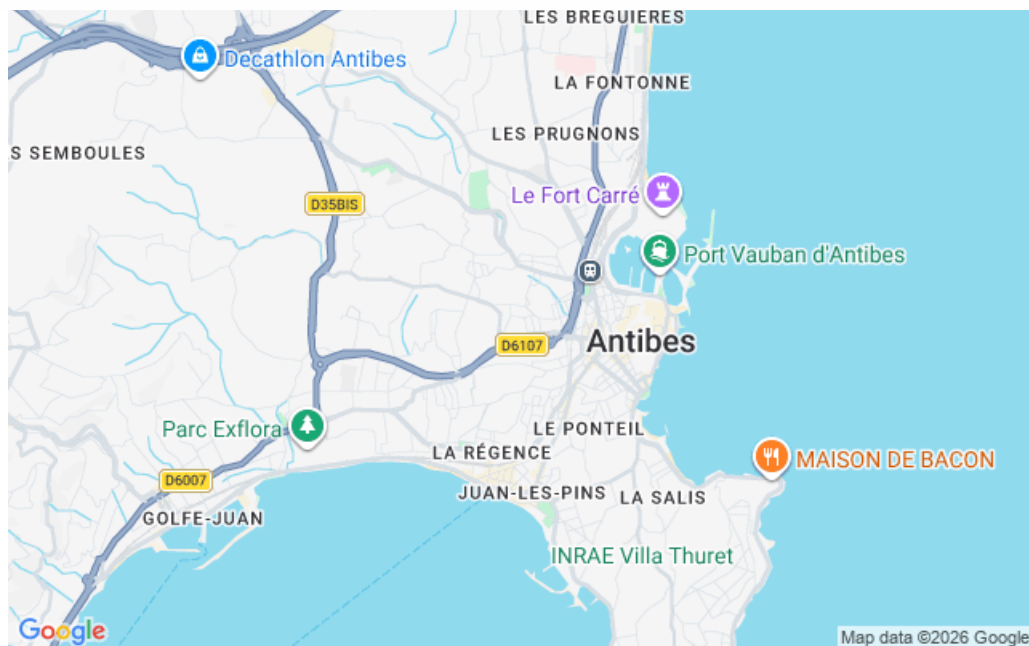 LES BREGUIERES
Decathlon Antibes
LA FONTONNE
LES PRUGNONS
S SEMBOULES
Le Fort Carré
D35BIS
Port Vauban d'Antibes
Antibes
D6107
Parc Exflora
LE PONTEIL
LA RÉGENCE
MAISON DE BACON
D6007
JUAN-LES-PINS
LA SALIS
GOLFE-JUAN
INRAE Villa Thuret
Google
Map data ©2026 Google